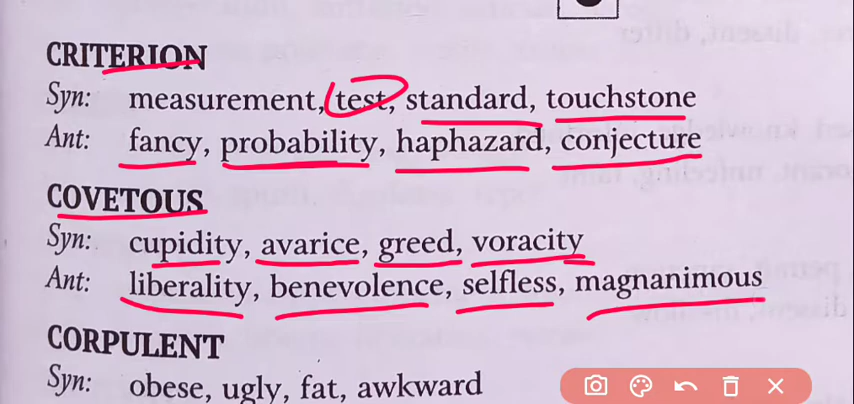 CRITERION
Syn: measurement, test, standard, touchstone
Ant: fancy, probability, haphazard, conjecture
COVETOUS
Syn: cupidity, avarice, greed, voracity
Ant: liberality, benevolence, selfless, magnanimous
CORPULENT
Syn: obese, ugly, fat, awkward